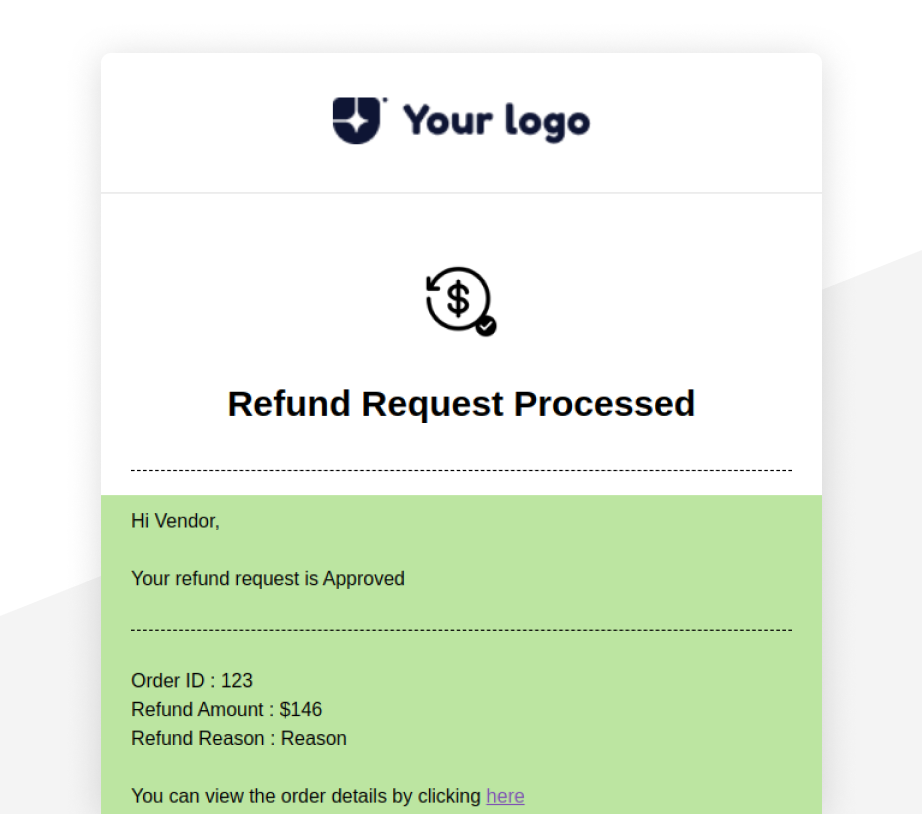 Your logo
Refund Request Processed
Hi Vendor,
Your refund request is Approved
Order ID : 123
Refund Amount : $146
Refund Reason : Reason
You can view the order details by clicking here